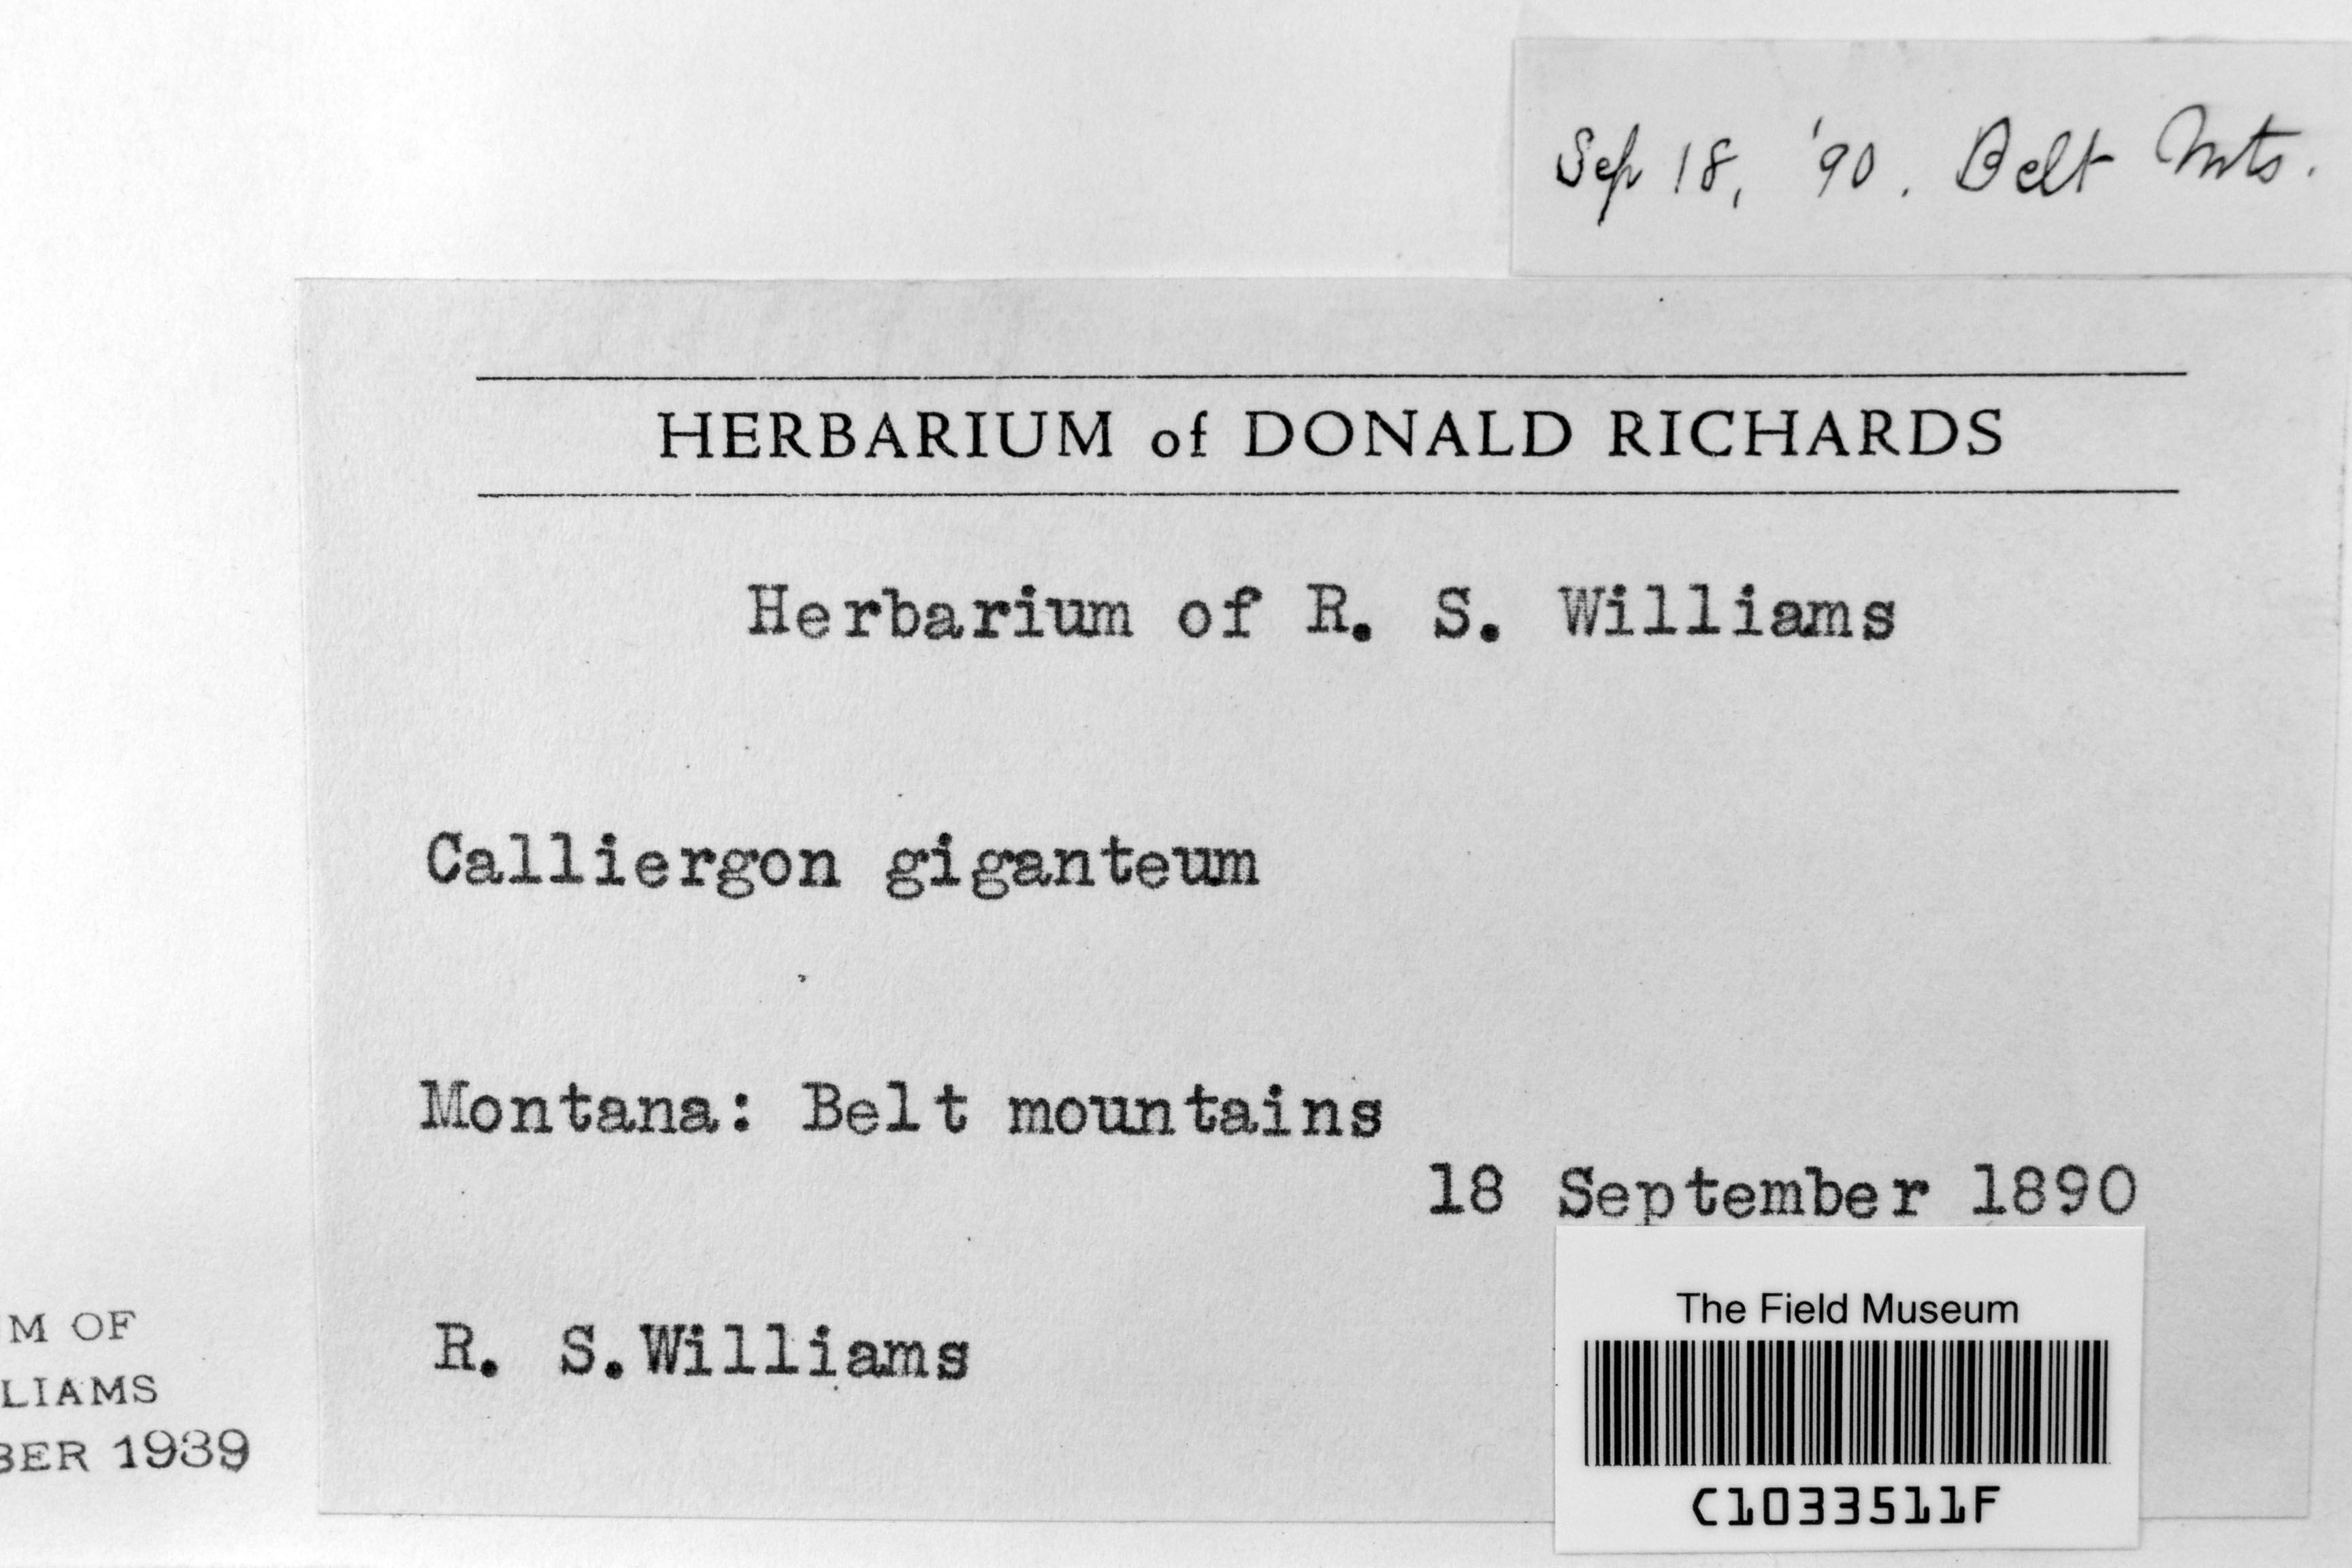 Sep 18, '90. Belt Mts.
HERBARIUM of DONALD RICHARDS
Herbarium of R. S. Williams
Calliergon giganteum
Montana: Belt mountains
18 September 1890
R. S.Williams
M OF
LLIAMS
BER 1939
The Field Museum
C1033511F